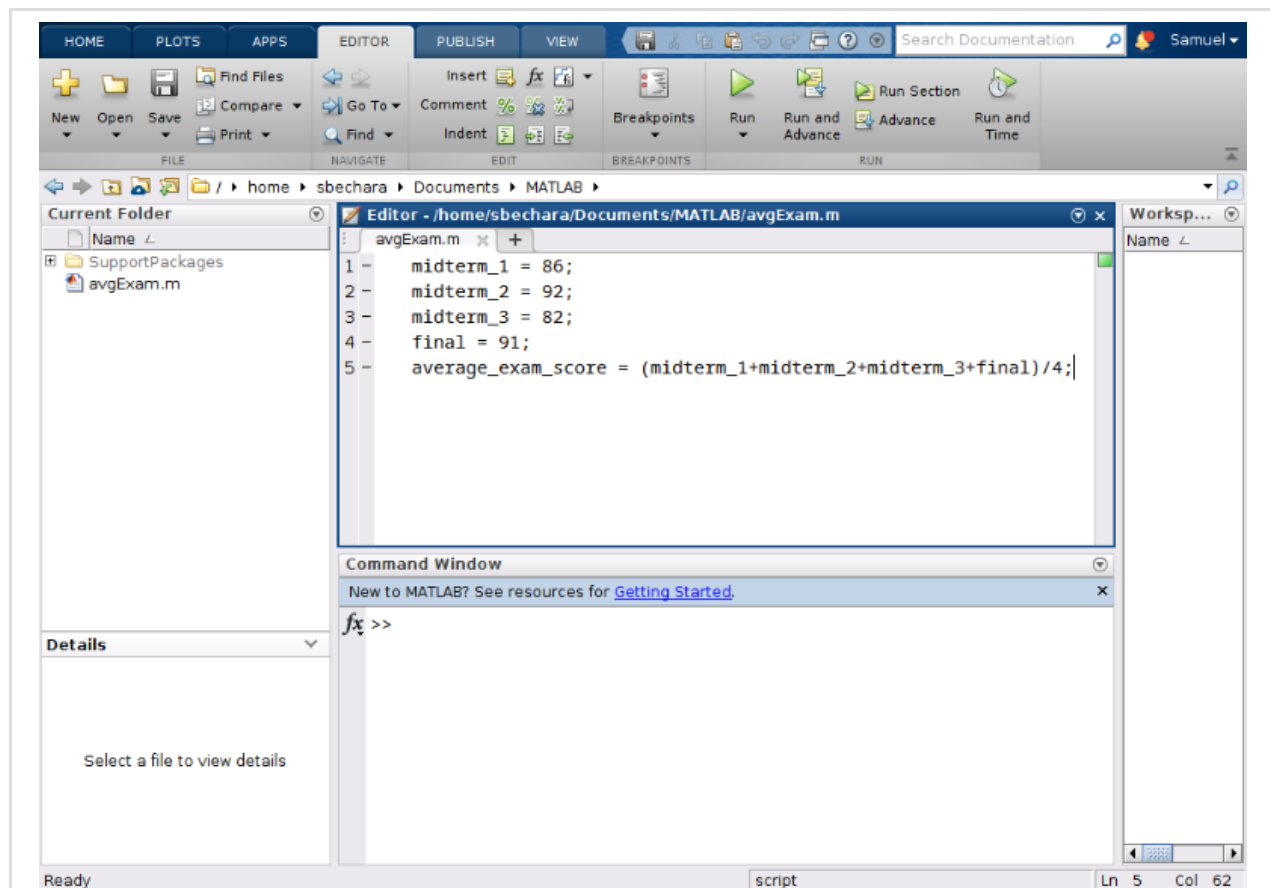 HOME PLOTS APPS EDITOR PUBLISH VIEW Search Documentation Samuel
New Open Save Find Files Compare Print
FILE
Go To Find
NAVIGATE
Insert fx
Comment %
Indent
EDIT
Breakpoints
BREAKPOINTS
Run Run and Advance Run Section Advance Run and Time
RUN
/ home sbechara Documents MATLAB
Current Folder
Name
SupportPackages
avgExam.m
Details
Select a file to view details
Editor - /home/sbechara/Documents/MATLAB/avgExam.m
avgExam.m +
1 - midterm_1 = 86;
2 - midterm_2 = 92;
3 - midterm_3 = 82;
4 - final = 91;
5 - average_exam_score = (midterm_1+midterm_2+midterm_3+final)/4;
Command Window
New to MATLAB? See resources for Getting Started.
fx >>
Worksp...
Name
Ready script Ln 5 Col 62